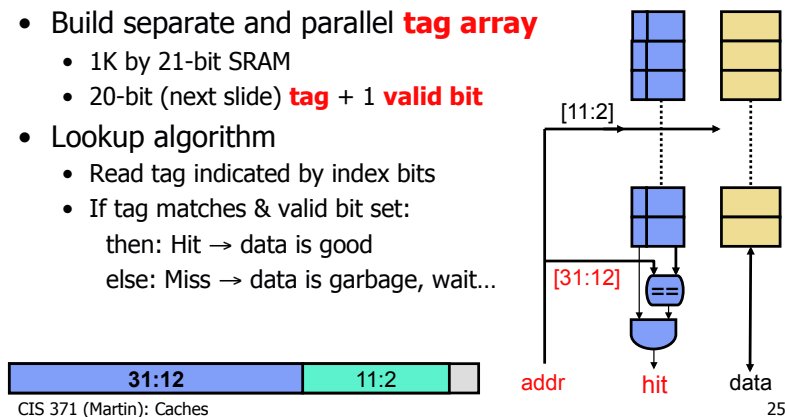 • Build separate and parallel tag array
• 1K by 21-bit SRAM
• 20-bit (next slide) tag + 1 valid bit
• Lookup algorithm
• Read tag indicated by index bits
• If tag matches & valid bit set:
then: Hit → data is good
else: Miss → data is garbage, wait…
[11:2]
[31:12]
==
addr
hit
data
31:12
11:2
CIS 371 (Martin): Caches
25